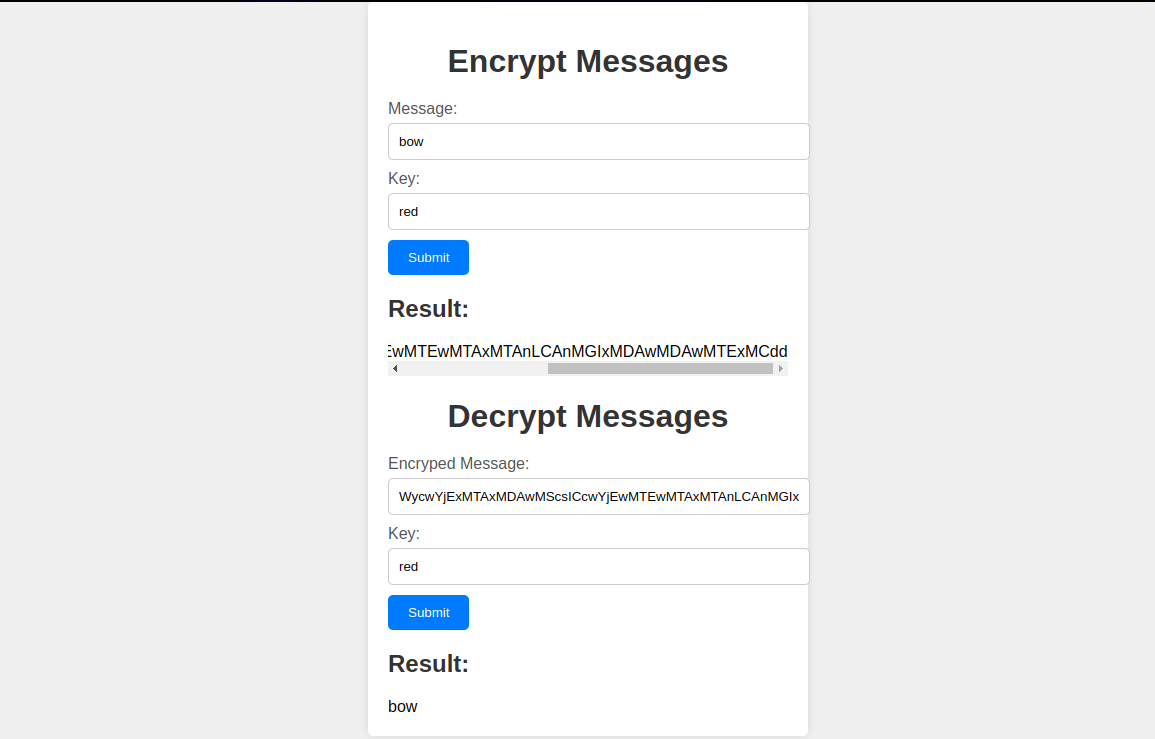 Encrypt Messages
Message:
bow
Key:
red
Submit
Result:
EwMTEwMTAxMTAnLCAnMGIxMDAwMDAwMTExMCdd
Decrypt Messages
Encryped Message:
WycwYjExMTAxMDAwMScsICcwYjEwMTEwMTAxMTAnLCAnMGIx
Key:
red
Submit
Result:
bow